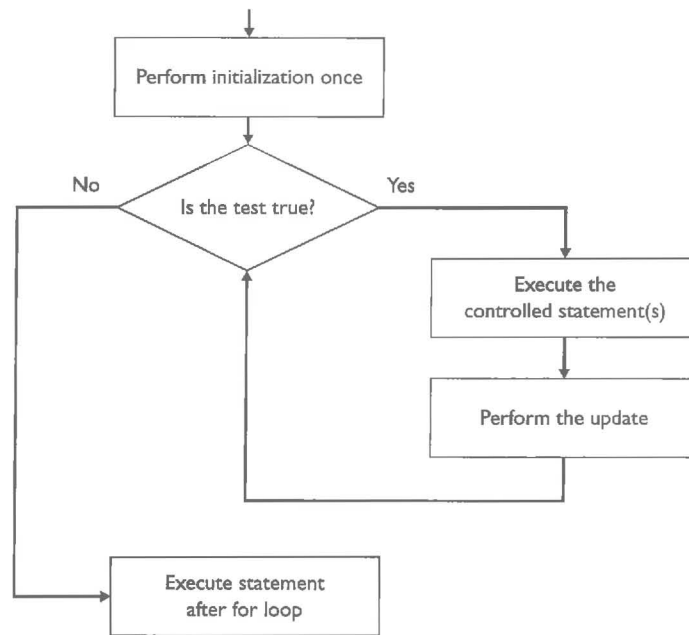 Perform initialization once
No
Yes
Is the test true?
Execute the
controlled statement(s)
Perform the update
Execute statement
after for loop